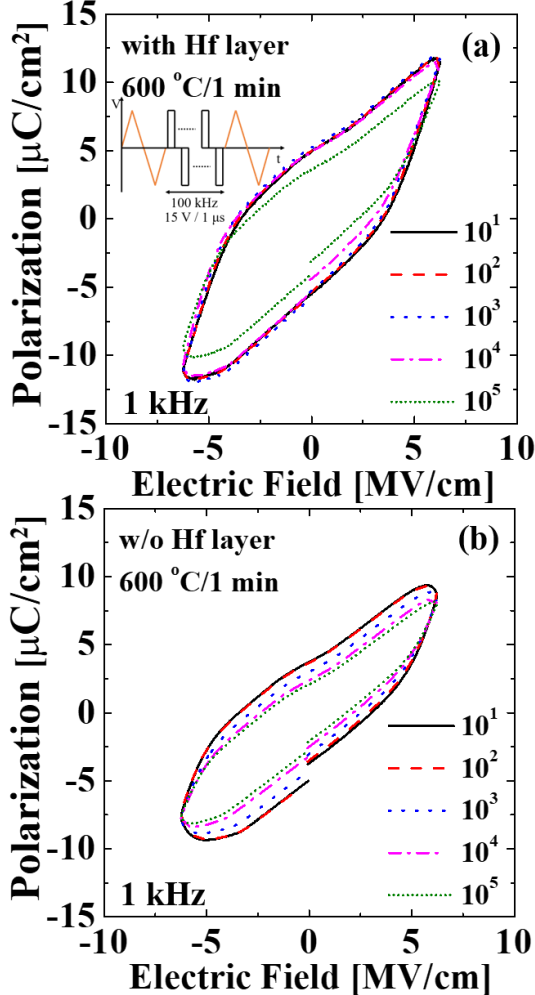 15
with Hf layer
(a)
10
600 °C/1 min
V
5
t
100 kHz
0
15 V / 1 μs
10¹
-5
10²
10³
-10
10⁴
1 kHz
10⁵
-15
-10 -5 0 5 10
Electric Field [MV/cm]
Polarization [μC/cm²]
15
w/o Hf layer
(b)
10
600 °C/1 min
5
0
10¹
-5
10²
10³
-10
10⁴
1 kHz
10⁵
-15
-10 -5 0 5 10
Electric Field [MV/cm]
Polarization [μC/cm²]